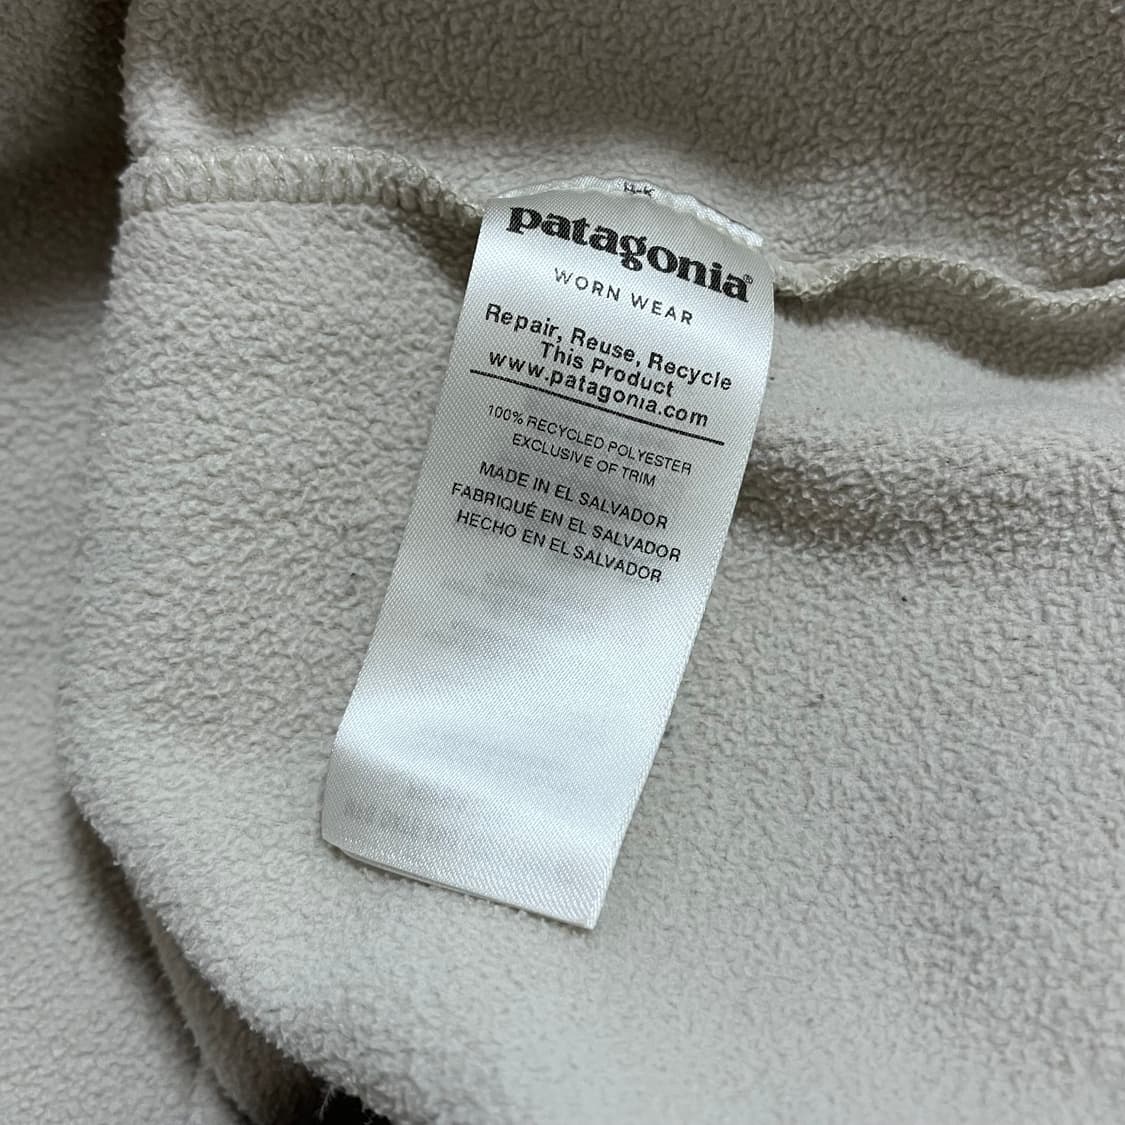 patagonia®
WORN WEAR
Repair, Reuse, Recycle
This Product
www.patagonia.com
100% RECYCLED POLYESTER
EXCLUSIVE OF TRIM
MADE IN EL SALVADOR
FABRIQUÉ EN EL SALVADOR
HECHO EN EL SALVADOR